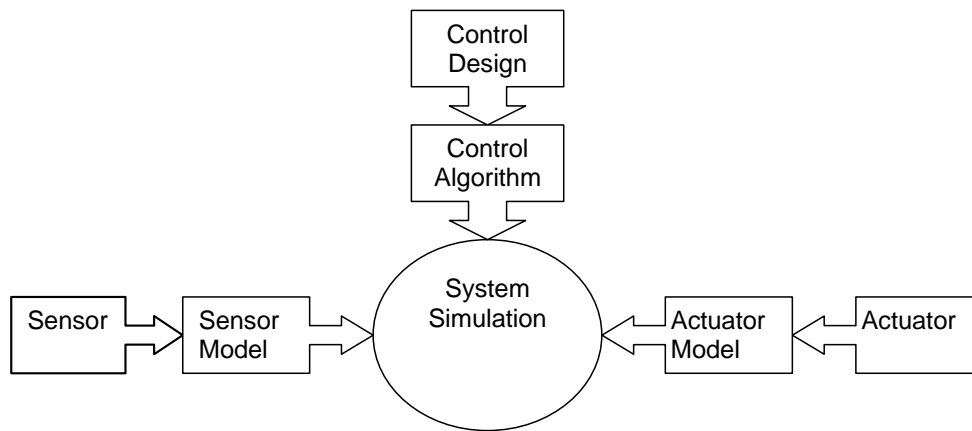 Control
Design
Control
Algorithm
System
Simulation
Sensor
Sensor
Model
Actuator
Model
Actuator